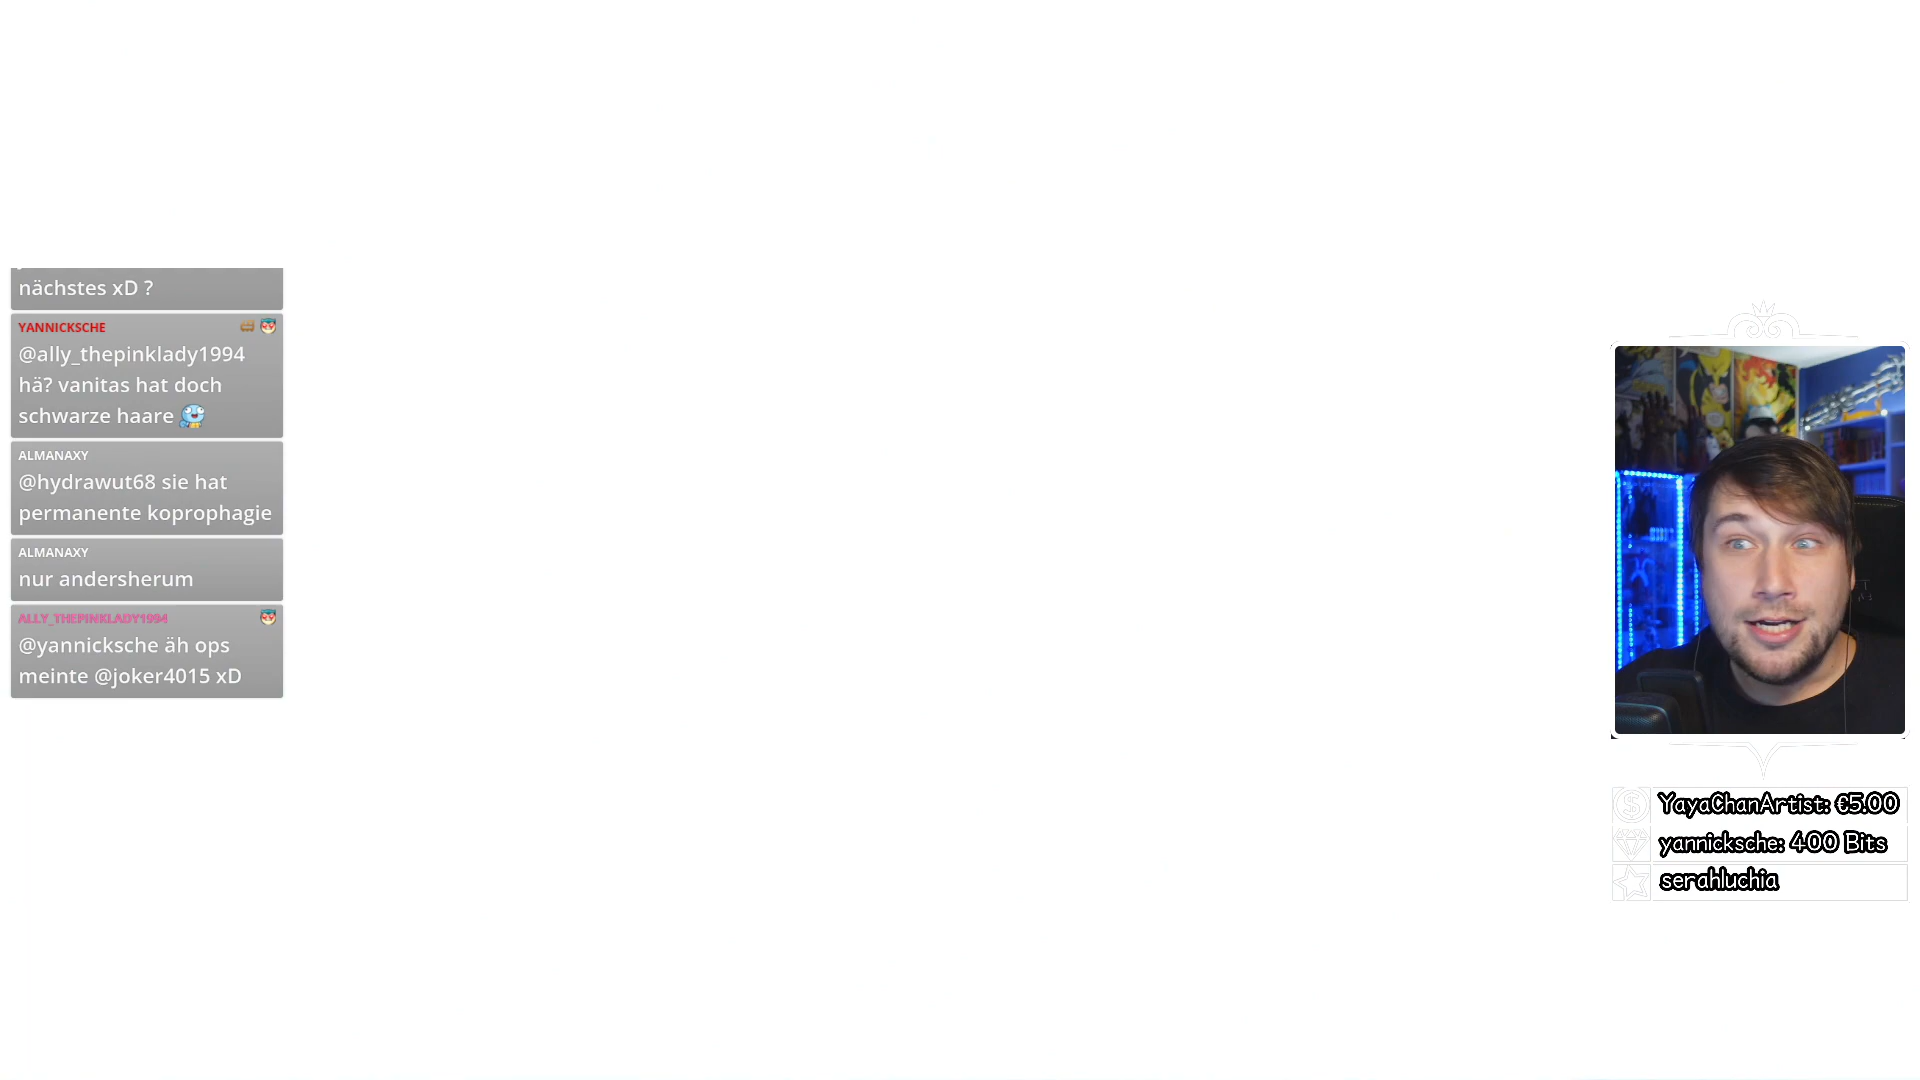 nächstes xD ?
YANNICKSCHE
@ally_thepinklady1994
hä? vanitas hat doch
schwarze haare
ALMANAXY
@hydrawut68 sie hat
permanente koprophagie
ALMANAXY
nur andersherum
ALLY_THEPINKLADY1994
@yannicksche äh ops
meinte @joker4015 xD
YayaChanArtist: €5.00
yannicksche: 400 Bits
serahluchia